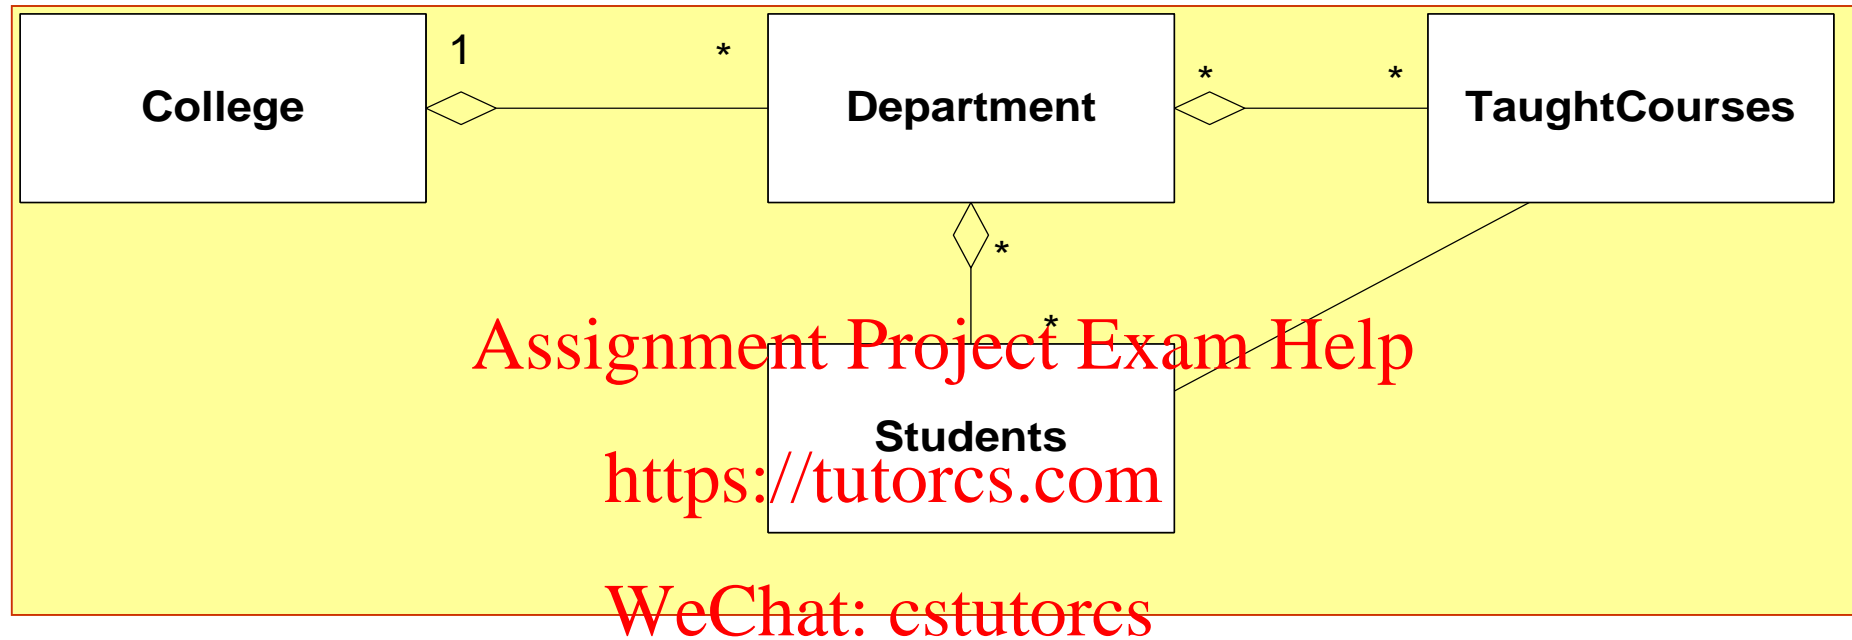 1 * * *
College Department TaughtCourses
*
*
Assignment Project Exam Help
Students
https://tutorcs.com
WeChat: cstutorcs